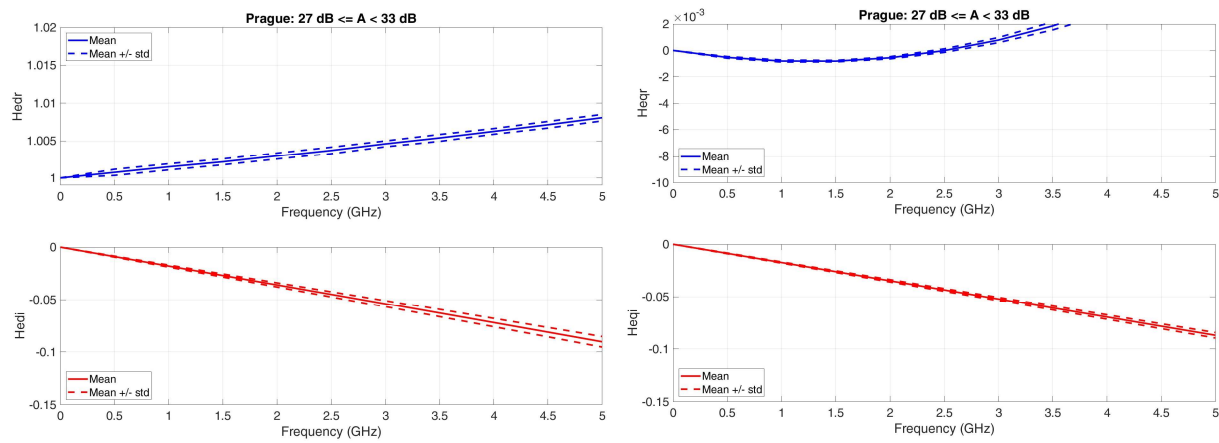 Prague: 27 dB <= A < 33 dB
1.02
1.015
1.01
1.005
1
Hedr
Mean
Mean +/- std
0 0.5 1 1.5 2 2.5 3 3.5 4 4.5 5
Frequency (GHz)
Prague: 27 dB <= A < 33 dB
×10⁻³
2
0
-2
-4
-6
-8
-10
Heqr
Mean
Mean +/- std
0 0.5 1 1.5 2 2.5 3 3.5 4 4.5 5
Frequency (GHz)
0
-0.05
-0.1
-0.15
Hedi
Mean
Mean +/- std
0 0.5 1 1.5 2 2.5 3 3.5 4 4.5 5
Frequency (GHz)
0
-0.05
-0.1
-0.15
Heqi
Mean
Mean +/- std
0 0.5 1 1.5 2 2.5 3 3.5 4 4.5 5
Frequency (GHz)